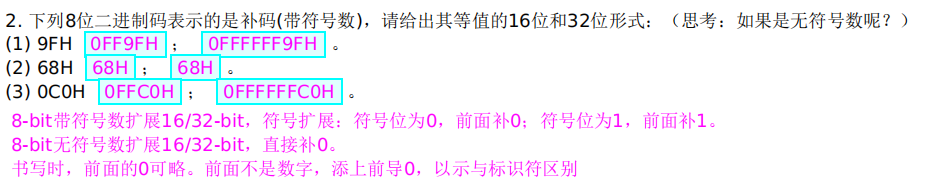 2. 下列8位二进制码表示的是补码(带符号数)，请给出其等值的16位和32位形式：（思考：如果是无符号数呢？）
(1) 9FH 0FF9FH ； 0FFFFFF9FH 。
(2) 68H 68H ； 68H 。
(3) 0C0H 0FFC0H ； 0FFFFFFC0H 。
8-bit带符号数扩展16/32-bit，符号扩展：符号位为0，前面补0；符号位为1，前面补1。
8-bit无符号数扩展16/32-bit，直接补0。
书写时，前面的0可略。前面不是数字，添上前导0，以示与标识符区别